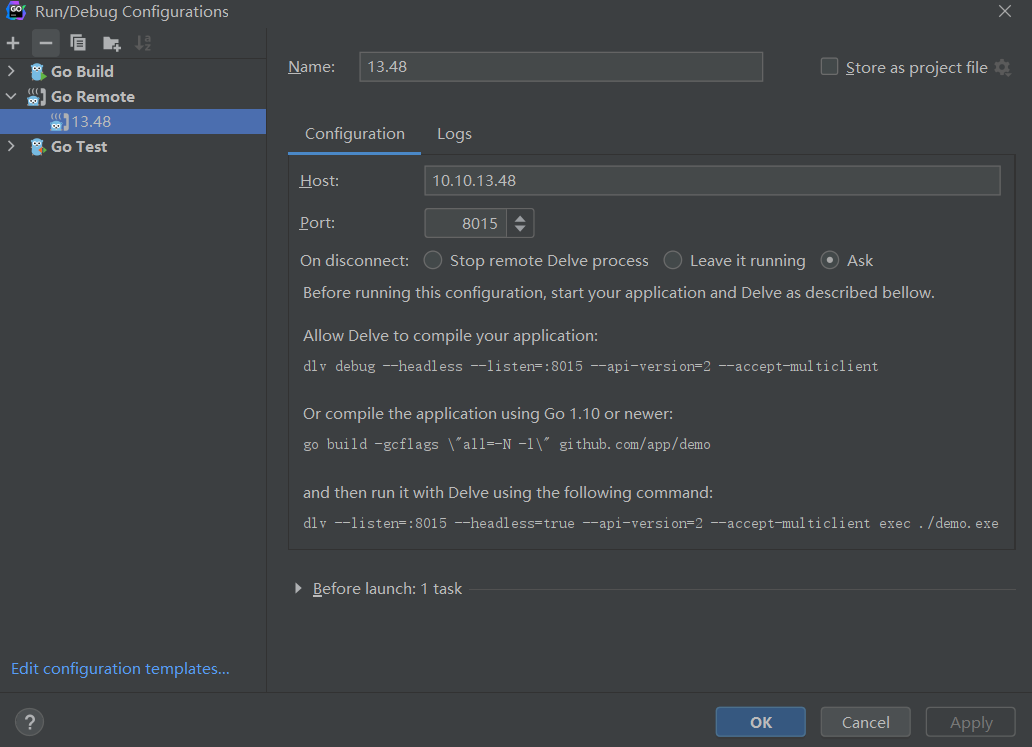 Run/Debug Configurations
Go Build
Go Remote
13.48
Go Test
Edit configuration templates...
Name: 13.48
Store as project file
Configuration Logs
Host: 10.10.13.48
Port: 8015
On disconnect: Stop remote Delve process Leave it running Ask
Before running this configuration, start your application and Delve as described bellow.
Allow Delve to compile your application:
dlv debug --headless --listen=:8015 --api-version=2 --accept-multiclient
Or compile the application using Go 1.10 or newer:
go build -gcflags \"all=-N -l\" github.com/app/demo
and then run it with Delve using the following command:
dlv --listen=:8015 --headless=true --api-version=2 --accept-multiclient exec ./demo.exe
Before launch: 1 task
?
OK Cancel Apply